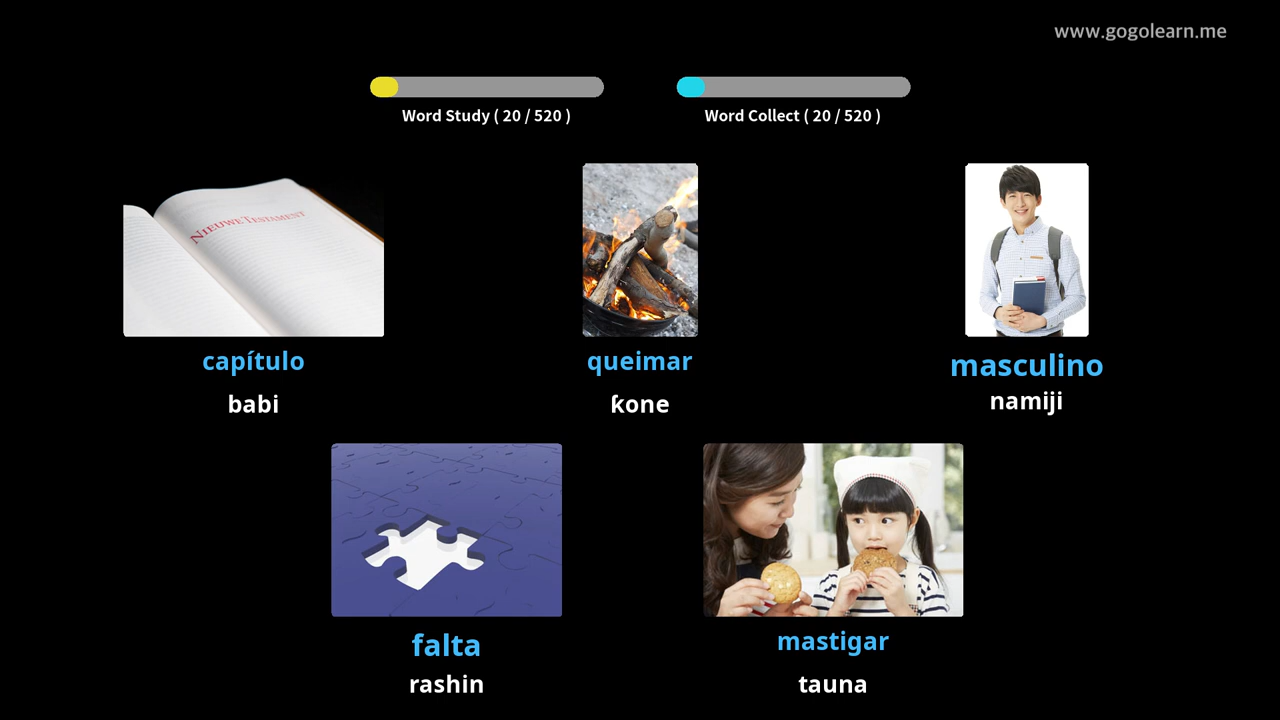 www.gogolearn.me
Word Study ( 20 / 520 )
Word Collect ( 20 / 520 )
NIEUWE TESTAMENT
capítulo
babi
queimar
ƙone
masculino
namiji
falta
rashin
mastigar
tauna